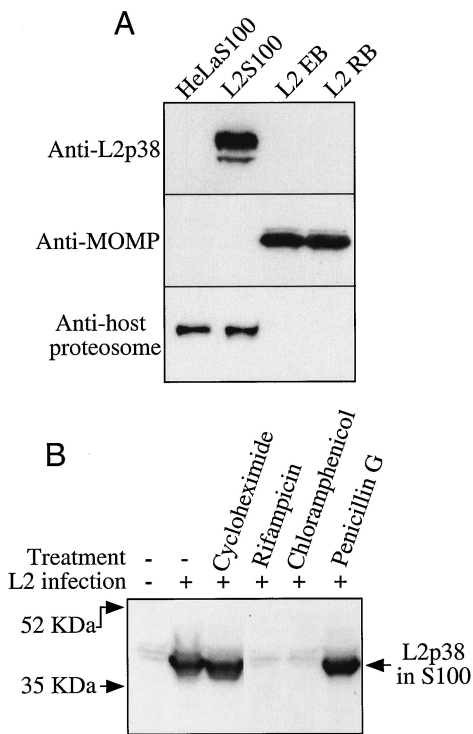 A
HeLaS100
L2S100
L2 EB
L2 RB
Anti-L2p38
Anti-MOMP
Anti-host
proteosome
B
Cycloheximide
Rifampicin
Chloramphenicol
Penicillin G
Treatment - -
L2 infection - + + + + +
52 KDa
35 KDa
L2p38
in S100